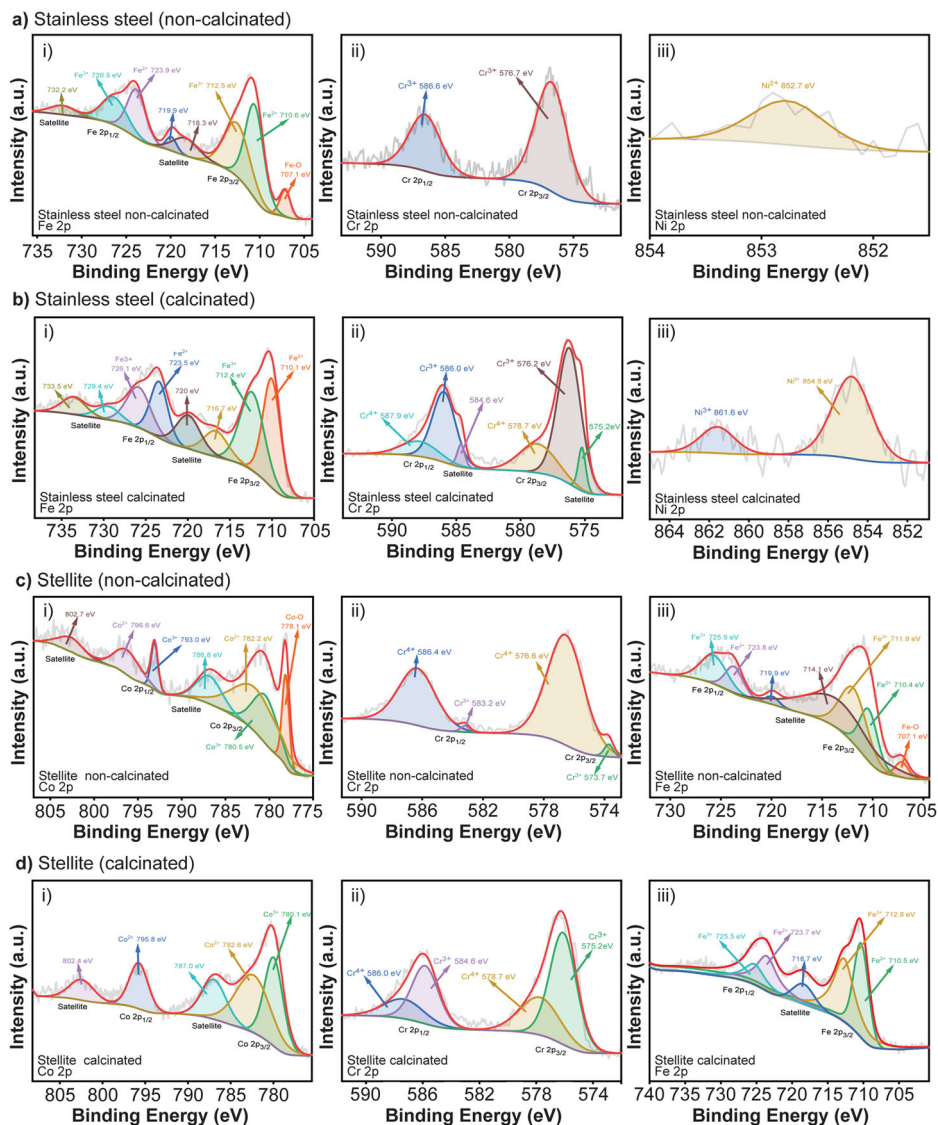 a) Stainless steel (non-calcinated)
i)
Fe³⁺ 726.5 eV
Fe²⁺ 723.9 eV
732.2 eV
Satellite
Fe 2p1/2
719.9 eV
718.3 eV
Satellite
Fe³⁺ 712.5 eV
Fe²⁺ 710.6 eV
Fe 2p3/2
Fe-O
707.1 eV
Stainless steel non-calcinated
Fe 2p
Intensity (a.u.)
735 730 725 720 715 710 705
Binding Energy (eV)
ii)
Cr³⁺ 586.6 eV
Cr³⁺ 576.7 eV
Cr 2p1/2
Cr 2p3/2
Stainless steel non-calcinated
Cr 2p
Intensity (a.u.)
590 585 580 575
Binding Energy (eV)
iii)
Ni²⁺ 852.7 eV
Stainless steel non-calcinated
Ni 2p
Intensity (a.u.)
854 853 852
Binding Energy (eV)
b) Stainless steel (calcinated)
i)
Fe3+
726.1 eV
Fe²⁺
723.5 eV
733.5 eV
729.4 eV
Satellite
Fe 2p1/2
720 eV
716.7 eV
Satellite
Fe³⁺
712.4 eV
Fe²⁺
710.1 eV
Fe 2p3/2
Stainless steel calcinated
Fe 2p
Intensity (a.u.)
735 730 725 720 715 710 705
Binding Energy (eV)
ii)
Cr³⁺ 586.0 eV
Cr³⁺
576.2 eV
Cr⁴⁺ 587.9 eV
584.6 eV
Cr⁴⁺
578.7 eV
575.2eV
Cr 2p1/2
Cr 2p3/2
Satellite
Stainless steel calcinated
Cr 2p
Intensity (a.u.)
590 585 580 575
Binding Energy (eV)
iii)
Ni³⁺ 861.6 eV
Ni²⁺ 854.8 eV
Stainless steel calcinated
Ni 2p
Intensity (a.u.)
864 862 860 858 856 854 852
Binding Energy (eV)
c) Stellite (non-calcinated)
i)
802.7 eV
Satellite
Co²⁺ 796.6 eV
Co³⁺ 793.0 eV
Co 2p1/2
786.8 eV
Satellite
Co²⁺ 782.2 eV
Co-O
778.1 eV
Co 2p3/2
Co³⁺ 780.5 eV
Stellite non-calcinated
Co 2p
Intensity (a.u.)
805 800 795 790 785 780 775
Binding Energy (eV)
ii)
Cr⁴⁺ 586.4 eV
Cr³⁺ 583.2 eV
Cr⁴⁺ 576.6 eV
Cr 2p1/2
Cr 2p3/2
Cr³⁺ 573.7 eV
Stellite non-calcinated
Cr 2p
Intensity (a.u.)
590 586 582 578 574
Binding Energy (eV)
iii)
Fe³⁺ 725.9 eV
Fe²⁺
723.8 eV
Fe 2p1/2
719.9 eV
714.1 eV
Satellite
Fe³⁺ 711.9 eV
Fe²⁺ 710.4 eV
Fe 2p3/2
Fe-O
707.1 eV
Stellite non-calcinated
Fe 2p
Intensity (a.u.)
730 725 720 715 710 705
Binding Energy (eV)
d) Stellite (calcinated)
i)
802.4 eV
Satellite
Co²⁺ 795.8 eV
Co 2p1/2
787.0 eV
Satellite
Co²⁺ 782.6 eV
Co³⁺ 780.1 eV
Co 2p3/2
Stellite calcinated
Co 2p
Intensity (a.u.)
805 800 795 790 785 780
Binding Energy (eV)
ii)
Cr⁴⁺ 586.0 eV
Cr³⁺ 584.6 eV
Cr⁴⁺ 578.7 eV
Cr³⁺
575.2eV
Cr 2p1/2
Cr 2p3/2
Stellite calcinated
Cr 2p
Intensity (a.u.)
590 586 582 578 574
Binding Energy (eV)
iii)
Fe³⁺
725.5 eV
Fe²⁺
723.7 eV
718.7 eV
Fe 2p1/2
Satellite
Fe³⁺ 712.8 eV
Fe²⁺ 710.5 eV
Fe 2p3/2
Stellite calcinated
Fe 2p
Intensity (a.u.)
740 735 730 725 720 715 710 705
Binding Energy (eV)